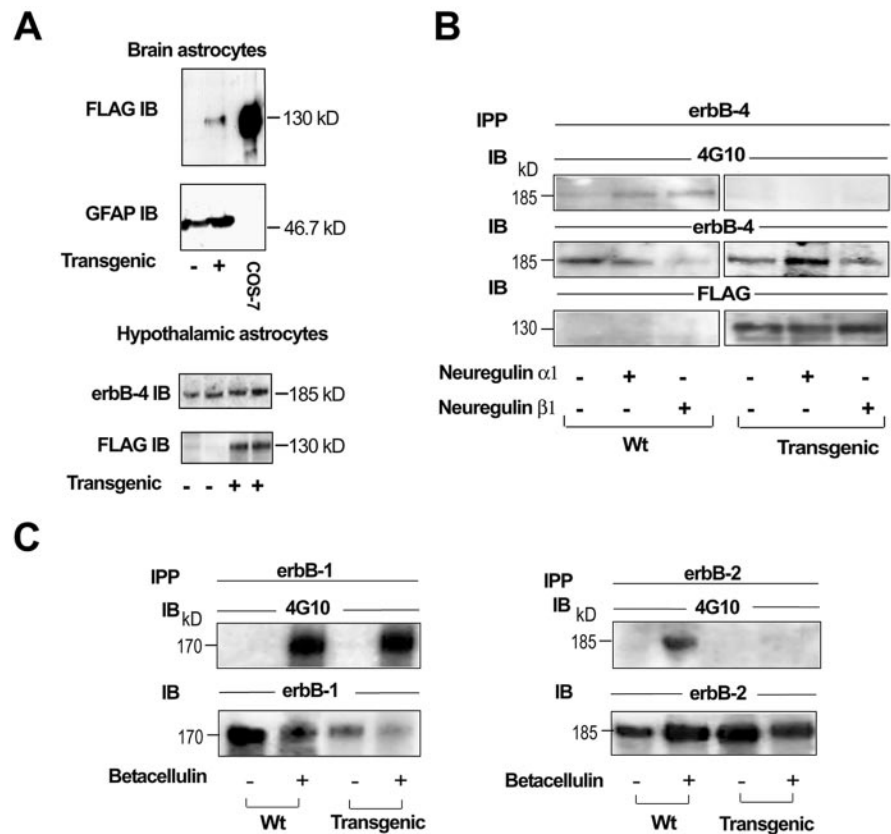 A
Brain astrocytes
FLAG IB
130 kD
GFAP IB
46.7 kD
Transgenic - + COS-7
Hypothalamic astrocytes
erbB-4 IB
185 kD
FLAG IB
130 kD
Transgenic - - + +
B
IPP erbB-4
IB kD 4G10
185
IB erbB-4
185
IB FLAG
130
Neuregulin α1 - + - - + -
Neuregulin β1 - - + - - +
Wt Transgenic
C
IPP erbB-1
IB kD 4G10
170
IB erbB-1
170
Betacellulin - + - +
Wt Transgenic
IPP erbB-2
IB kD 4G10
185
IB erbB-2
185
Betacellulin - + - +
Wt Transgenic